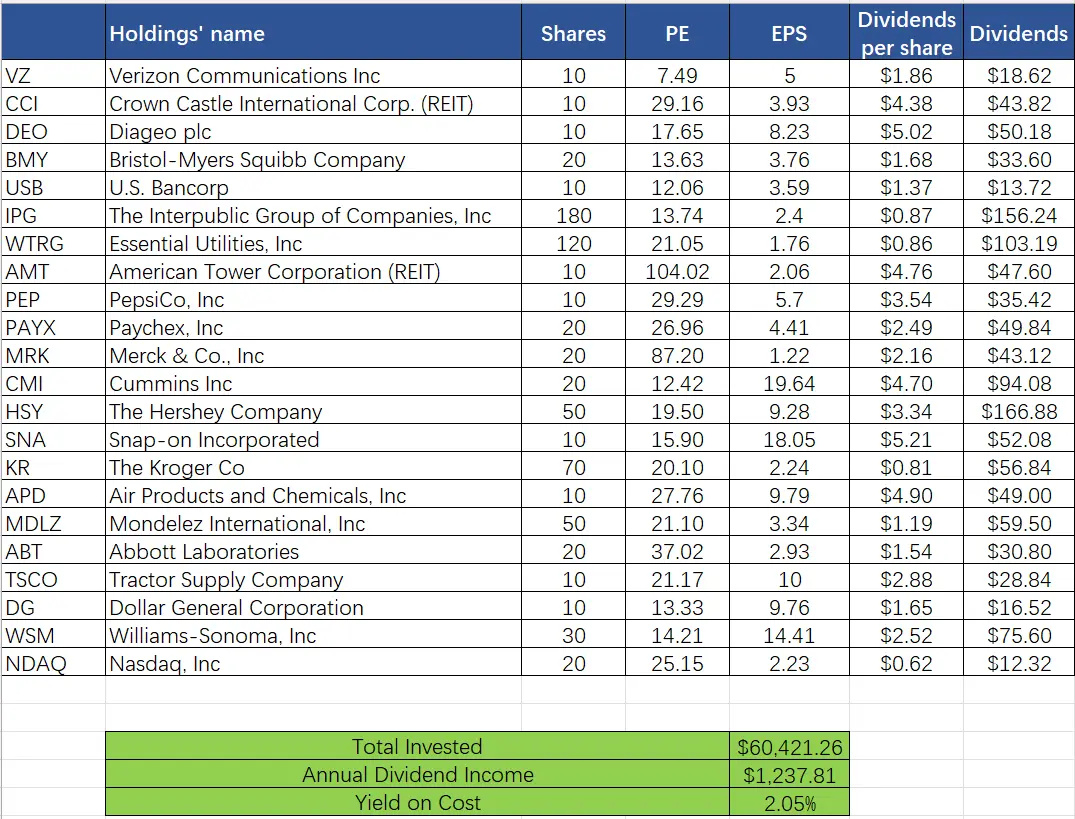 Holdings' name Shares PE EPS Dividends per share Dividends
VZ Verizon Communications Inc 10 7.49 5 $1.86 $18.62
CCI Crown Castle International Corp. (REIT) 10 29.16 3.93 $4.38 $43.82
DEO Diageo plc 10 17.65 8.23 $5.02 $50.18
BMY Bristol-Myers Squibb Company 20 13.63 3.76 $1.68 $33.60
USB U.S. Bancorp 10 12.06 3.59 $1.37 $13.72
IPG The Interpublic Group of Companies, Inc 180 13.74 2.4 $0.87 $156.24
WTRG Essential Utilities, Inc 120 21.05 1.76 $0.86 $103.19
AMT American Tower Corporation (REIT) 10 104.02 2.06 $4.76 $47.60
PEP PepsiCo, Inc 10 29.29 5.7 $3.54 $35.42
PAYX Paychex, Inc 20 26.96 4.41 $2.49 $49.84
MRK Merck & Co., Inc 20 87.20 1.22 $2.16 $43.12
CMI Cummins Inc 20 12.42 19.64 $4.70 $94.08
HSY The Hershey Company 50 19.50 9.28 $3.34 $166.88
SNA Snap-on Incorporated 10 15.90 18.05 $5.21 $52.08
KR The Kroger Co 70 20.10 2.24 $0.81 $56.84
APD Air Products and Chemicals, Inc 10 27.76 9.79 $4.90 $49.00
MDLZ Mondelez International, Inc 50 21.10 3.34 $1.19 $59.50
ABT Abbott Laboratories 20 37.02 2.93 $1.54 $30.80
TSCO Tractor Supply Company 10 21.17 10 $2.88 $28.84
DG Dollar General Corporation 10 13.33 9.76 $1.65 $16.52
WSM Williams-Sonoma, Inc 30 14.21 14.41 $2.52 $75.60
NDAQ Nasdaq, Inc 20 25.15 2.23 $0.62 $12.32
Total Invested $60,421.26
Annual Dividend Income $1,237.81
Yield on Cost 2.05%